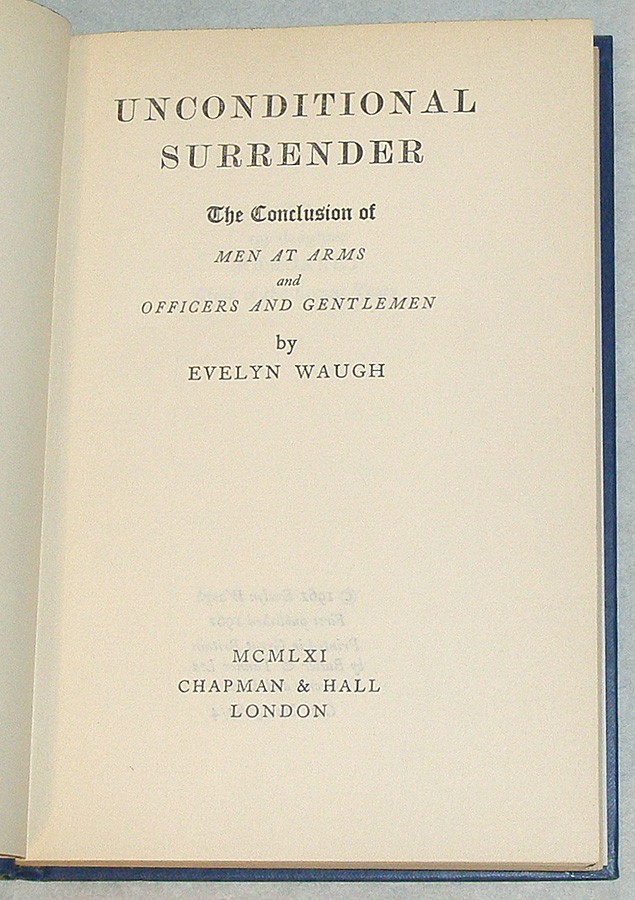 UNCONDITIONAL
SURRENDER
The Conclusion of
MEN AT ARMS
and
OFFICERS AND GENTLEMEN
by
EVELYN WAUGH
MCMLXI
CHAPMAN & HALL
LONDON